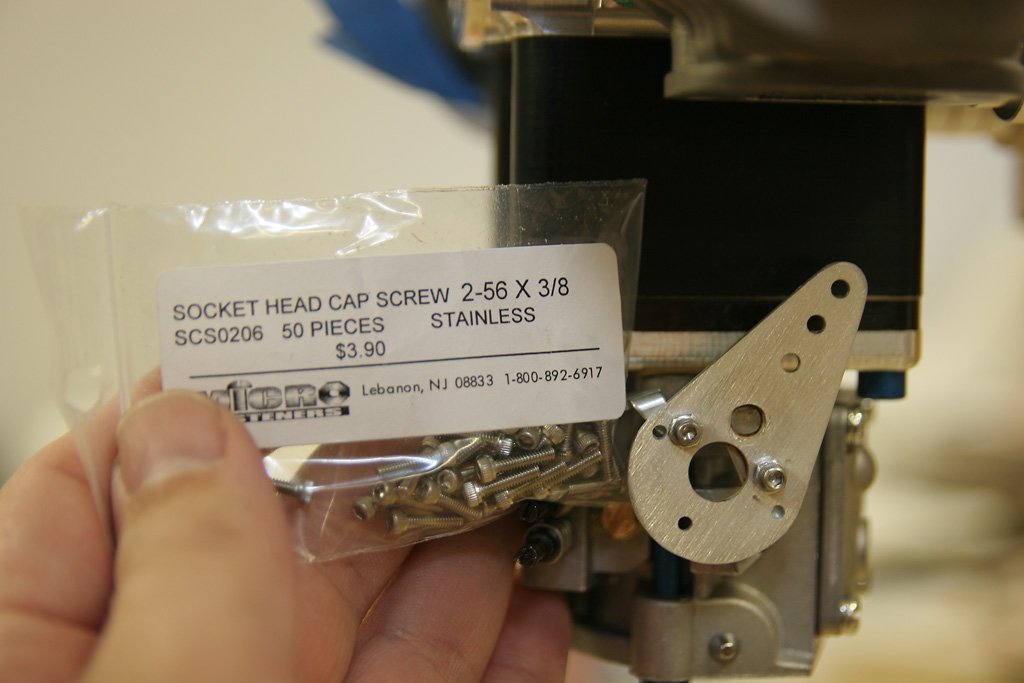 SOCKET HEAD CAP SCREW 2-56 X 3/8
SCS0206 50 PIECES STAINLESS
$3.90
MICRO
Lebanon, NJ 08833 1-800-892-6917